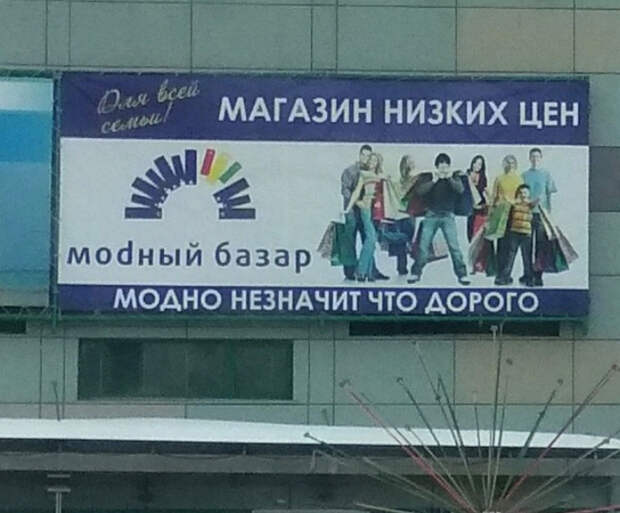 Для всей
семьи!
МАГАЗИН НИЗКИХ ЦЕН
модный базар
МОДНО НЕЗНАЧИТ ЧТО ДОРОГО